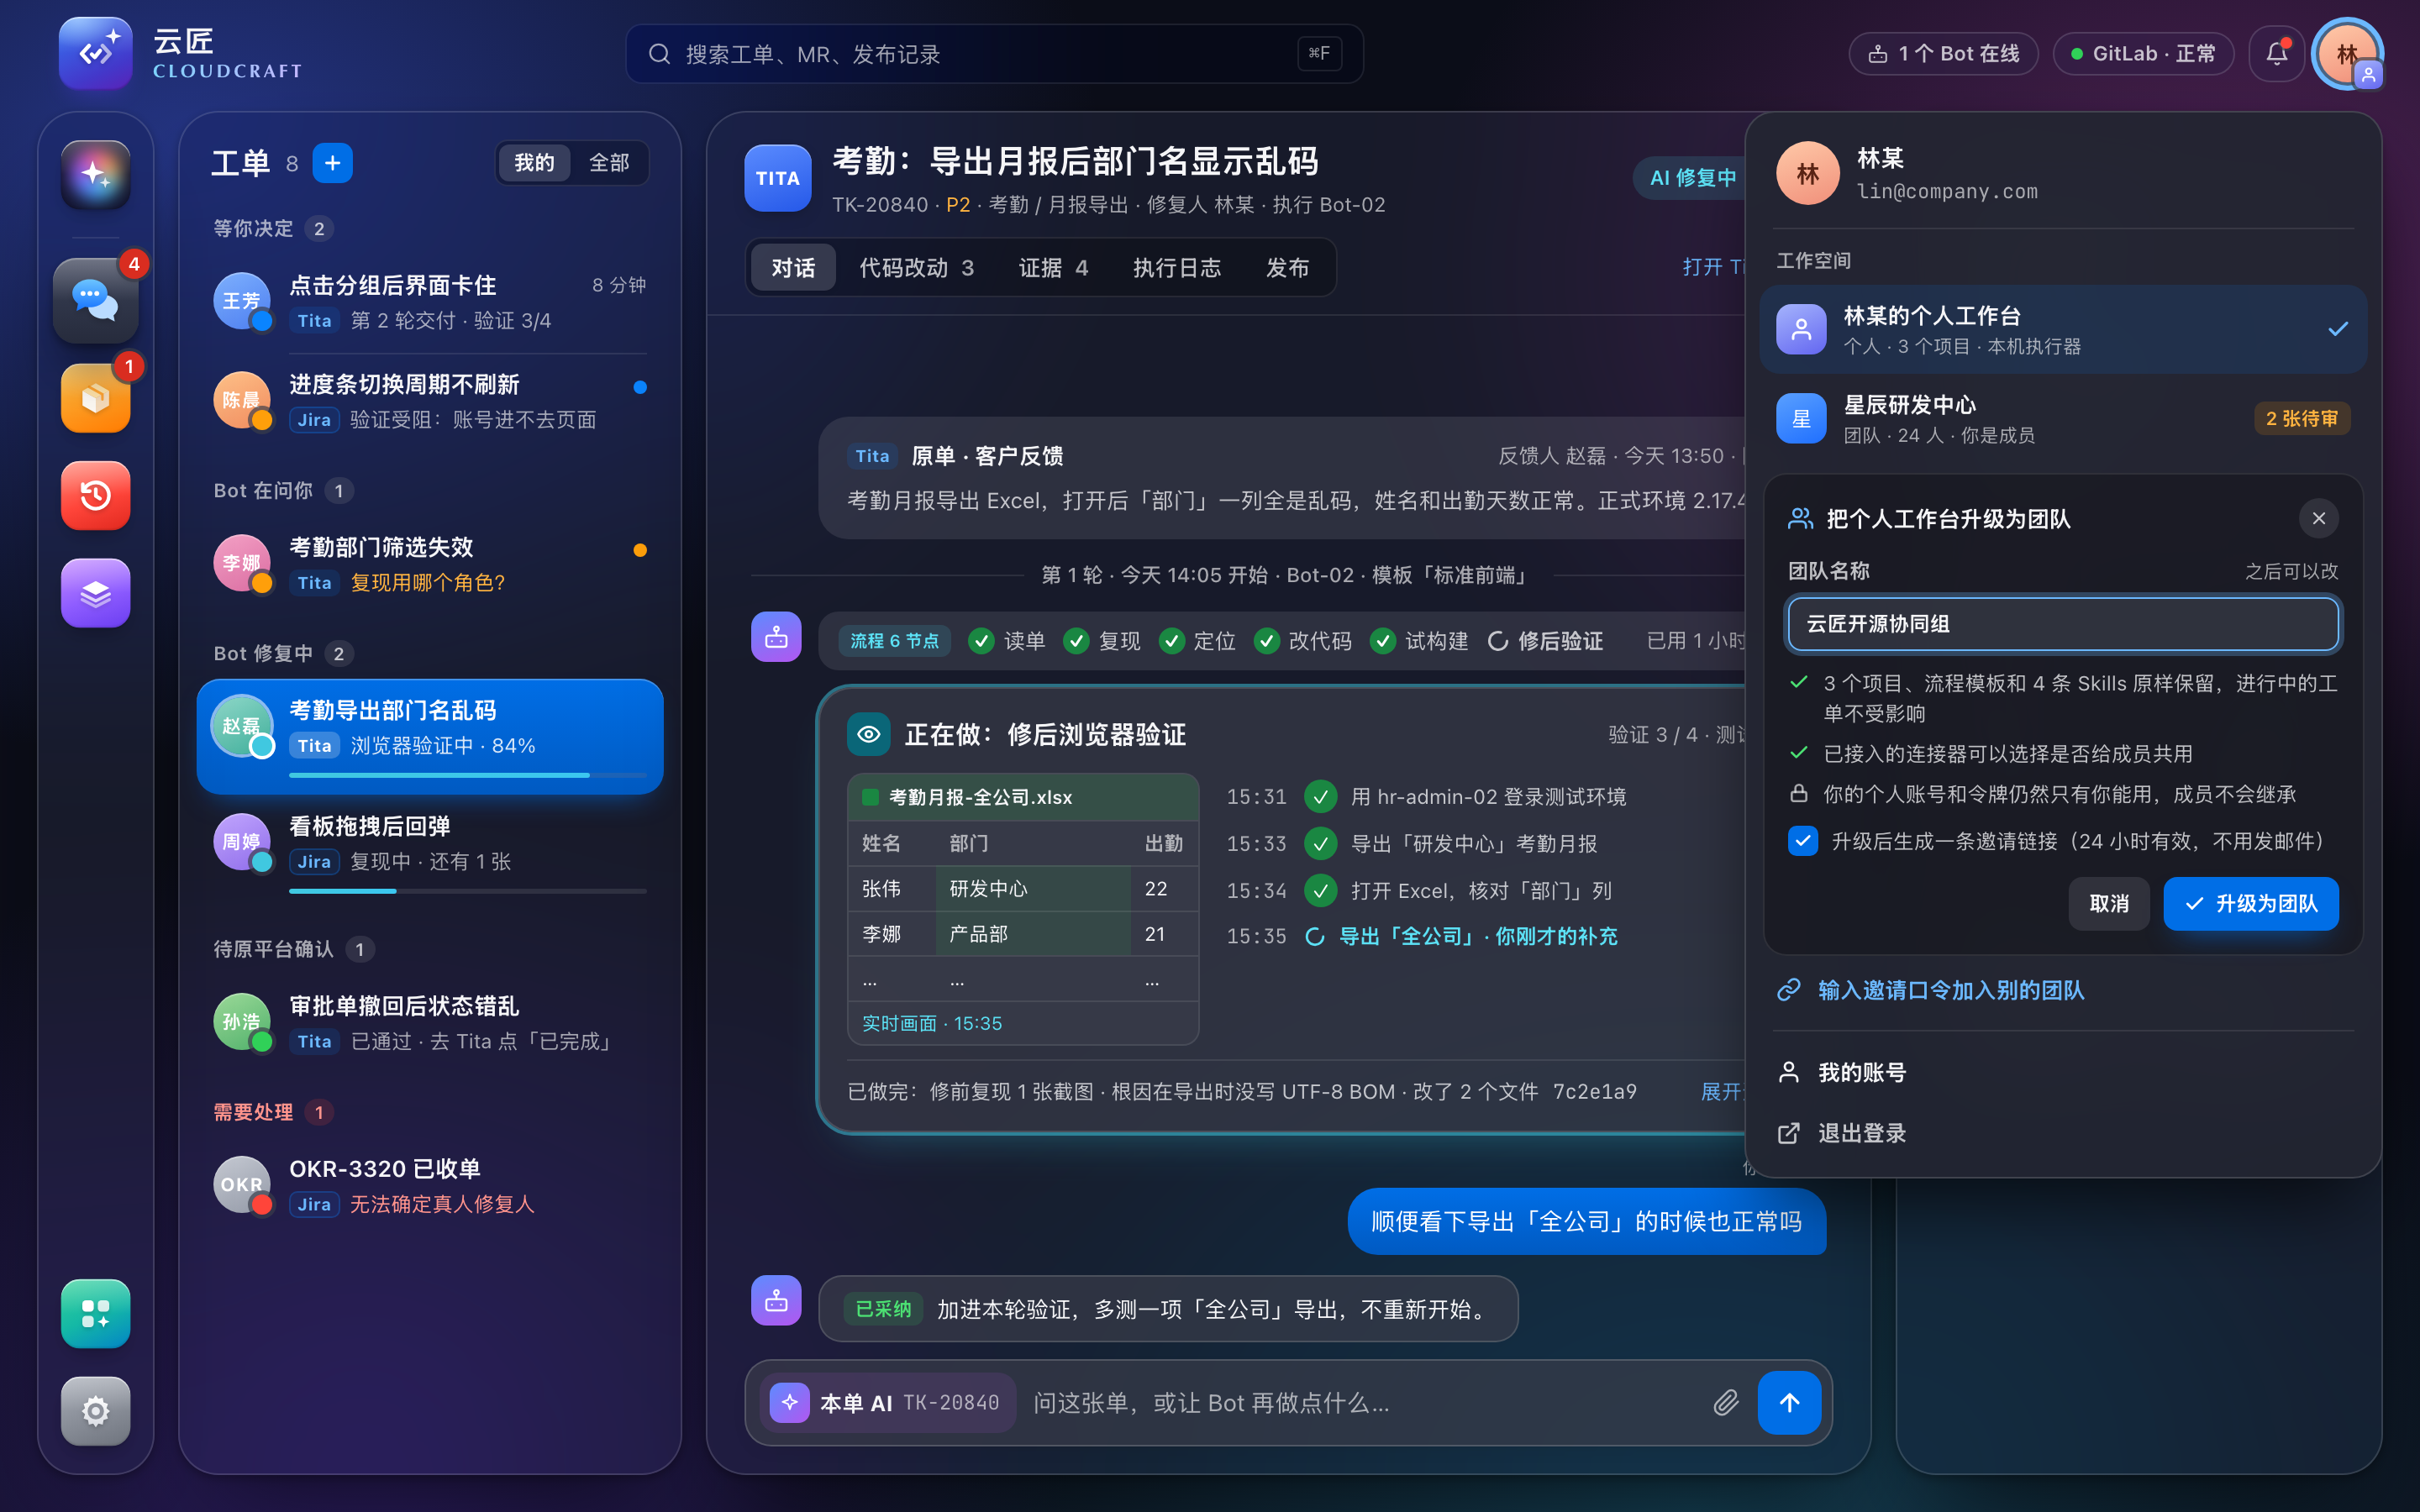 云匠
CLOUDCRAFT
搜索工单、MR、发布记录
⌘F
1 个 Bot 在线
GitLab · 正常
林
4
1
工单 8
我的
全部
等你决定 2
王芳
点击分组后界面卡住
8 分钟
Tita 第 2 轮交付 · 验证 3/4
陈晨
进度条切换周期不刷新
Jira 验证受阻：账号进不去页面
Bot 在问你 1
李娜
考勤部门筛选失效
Tita 复现用哪个角色？
Bot 修复中 2
赵磊
考勤导出部门名乱码
Tita 浏览器验证中 · 84%
周婷
看板拖拽后回弹
Jira 复现中 · 还有 1 张
待原平台确认 1
孙浩
审批单撤回后状态错乱
Tita 已通过 · 去 Tita 点「已完成」
需要处理 1
OKR
OKR-3320 已收单
Jira 无法确定真人修复人
TITA
考勤：导出月报后部门名显示乱码
TK-20840 · P2 · 考勤 / 月报导出 · 修复人 林某 · 执行 Bot-02
AI 修复中
对话
代码改动 3
证据 4
执行日志
发布
打开
Tita 原单 · 客户反馈
反馈人 赵磊 · 今天 13:50 ·
考勤月报导出 Excel，打开后「部门」一列全是乱码，姓名和出勤天数正常。正式环境 2.17.4
第 1 轮 · 今天 14:05 开始 · Bot-02 · 模板「标准前端」
流程 6 节点 读单 复现 定位 改代码 试构建 修后验证 已用 1 小时
正在做：修后浏览器验证
验证 3 / 4 · 测试
考勤月报-全公司.xlsx
姓名 部门 出勤
张伟 研发中心 22
李娜 产品部 21
... ... ...
实时画面 · 15:35
15:31 用 hr-admin-02 登录测试环境
15:33 导出「研发中心」考勤月报
15:34 打开 Excel，核对「部门」列
15:35 导出「全公司」· 你刚才的补充
已做完：修前复现 1 张截图 · 根因在导出时没写 UTF-8 BOM · 改了 2 个文件 7c2e1a9
展开
顺便看下导出「全公司」的时候也正常吗
已采纳 加进本轮验证，多测一项「全公司」导出，不重新开始。
本单 AI TK-20840
问这张单，或让 Bot 再做点什么...
林
林某
lin@company.com
工作空间
林某的个人工作台
个人 · 3 个项目 · 本机执行器
星
星辰研发中心
团队 · 24 人 · 你是成员
2 张待审
把个人工作台升级为团队
团队名称
之后可以改
云匠开源协同组
3 个项目、流程模板和 4 条 Skills 原样保留，进行中的工
单不受影响
已接入的连接器可以选择是否给成员共用
你的个人账号和令牌仍然只有你能用，成员不会继承
升级后生成一条邀请链接（24 小时有效，不用发邮件）
取消
升级为团队
输入邀请口令加入别的团队
我的账号
退出登录